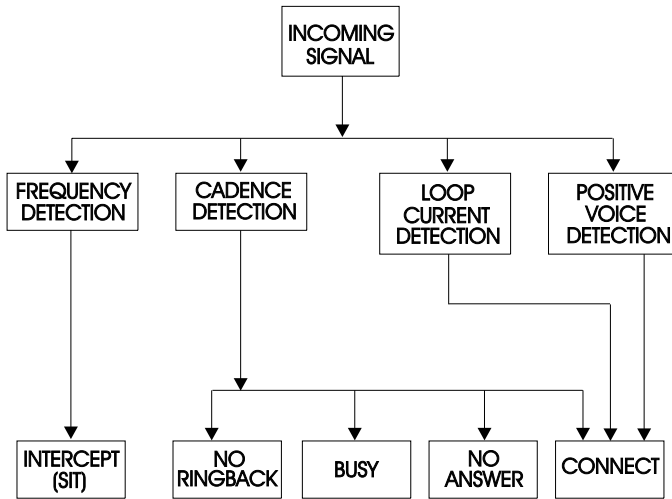 INCOMING
SIGNAL
FREQUENCY
DETECTION
CADENCE
DETECTION
LOOP
CURRENT
DETECTION
POSITIVE
VOICE
DETECTION
INTERCEPT
(SIT)
NO
RINGBACK
BUSY
NO
ANSWER
CONNECT